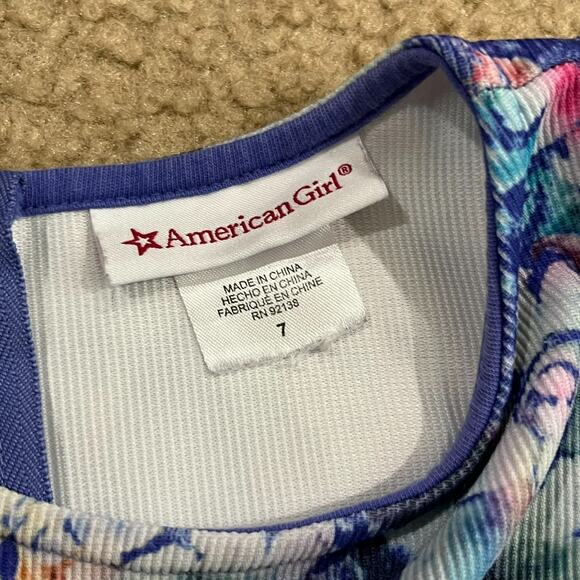 American Girl®
MADE IN CHINA
HECHO EN CHINA
FABRIQUÉ EN CHINE
RN 92138
7